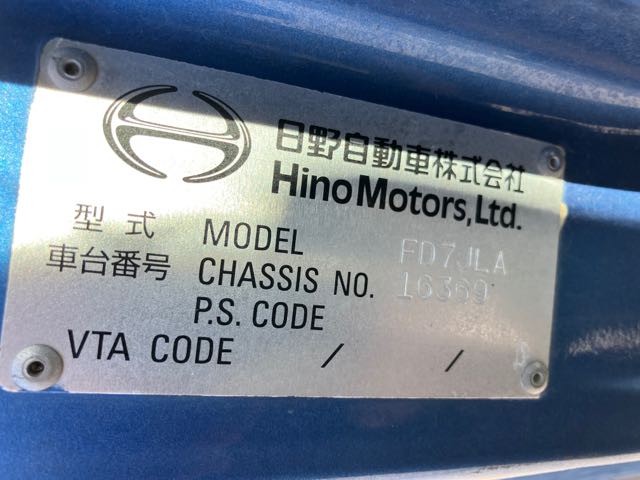 日野自動車株式会社
Hino Motors, Ltd.
型式 MODEL FD7JLA
車台番号 CHASSIS NO. 16369
P.S. CODE
VTA CODE / /